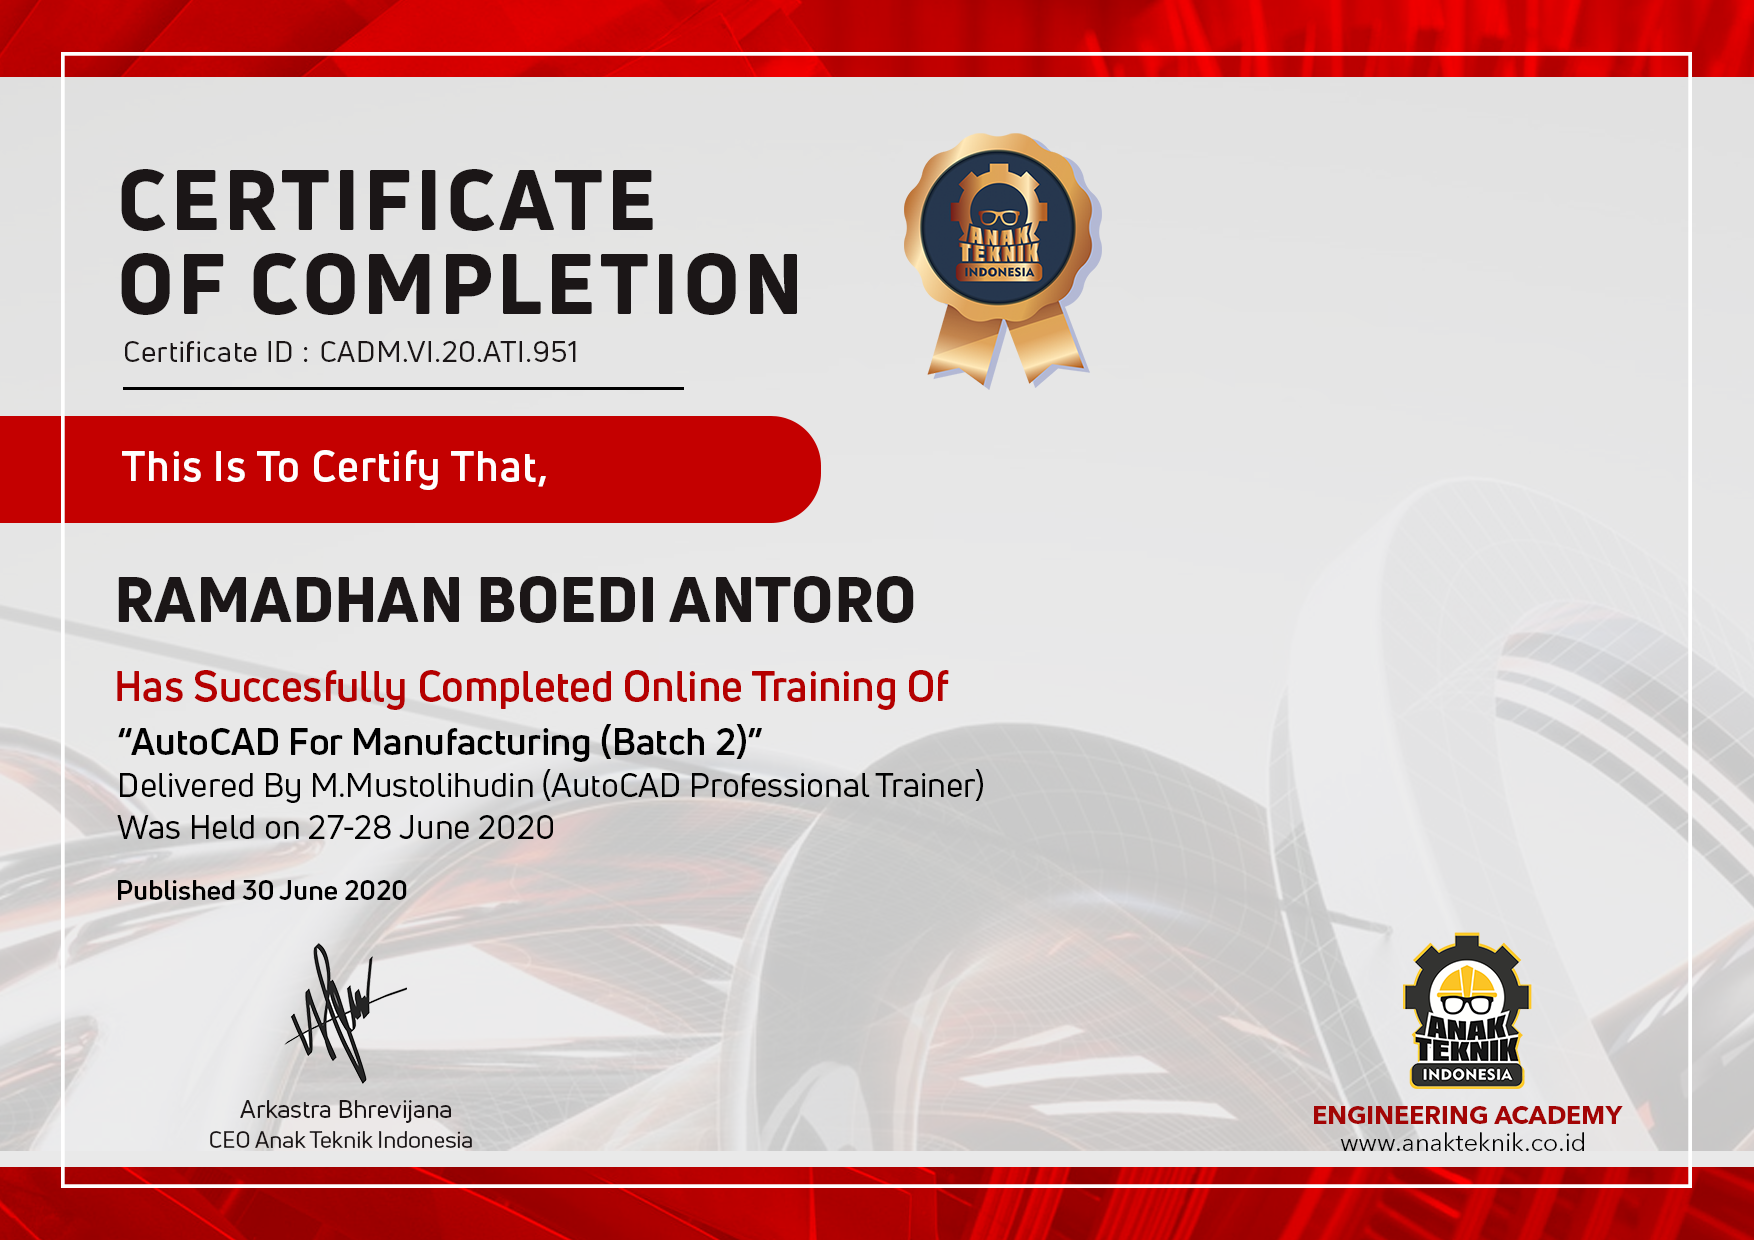 CERTIFICATE
OF COMPLETION
Certificate ID : CADM.VI.20.ATI.951
ANAK
TEKNIK
INDONESIA
This Is To Certify That,
RAMADHAN BOEDI ANTORO
Has Succesfully Completed Online Training Of
“AutoCAD For Manufacturing (Batch 2)”
Delivered By M.Mustolihudin (AutoCAD Professional Trainer)
Was Held on 27-28 June 2020
Published 30 June 2020
Arkastra Bhrevijana
CEO Anak Teknik Indonesia
ANAK
TEKNIK
INDONESIA
ENGINEERING ACADEMY
www.anakteknik.co.id